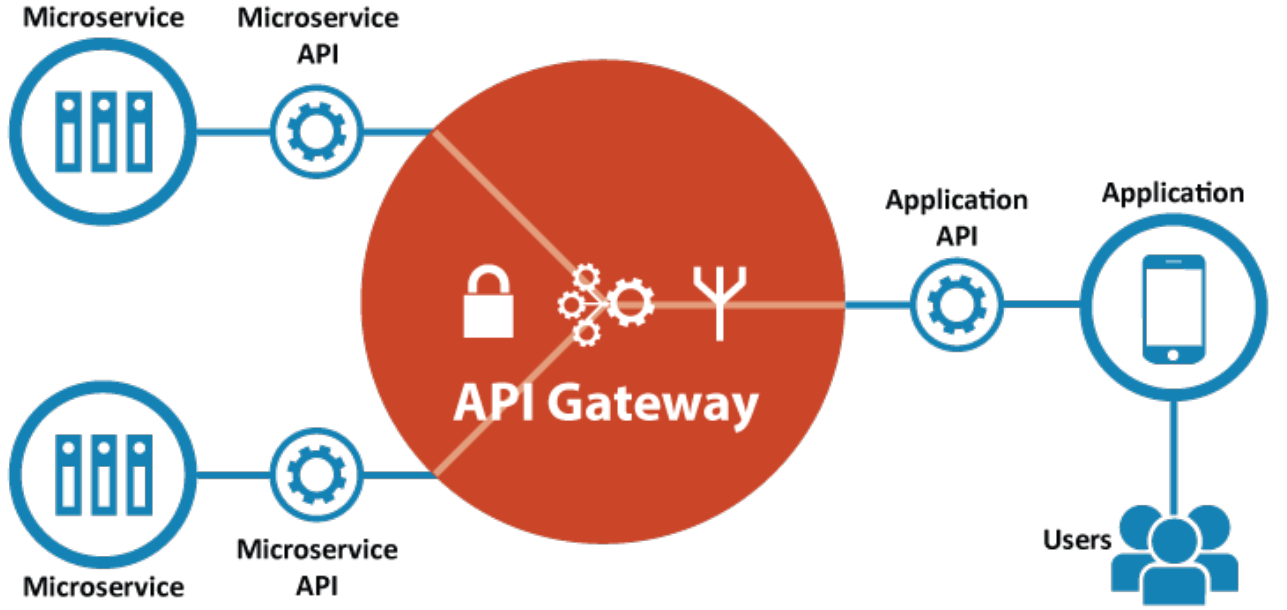 Microservice
Microservice
API
Application
API
Application
API Gateway
Users
Microservice
API
Microservice